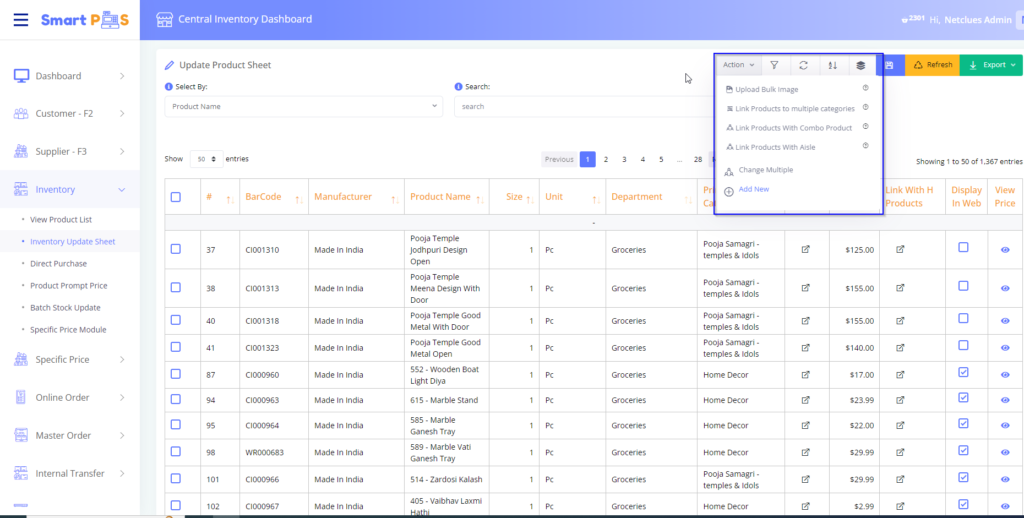 Smart P S
Central Inventory Dashboard
2301 Hi, Netclues Admin
Dashboard
Customer - F2
Supplier - F3
Inventory
View Product List
Inventory Update Sheet
Direct Purchase
Product Prompt Price
Batch Stock Update
Specific Price Module
Specific Price
Online Order
Master Order
Internal Transfer
Update Product Sheet
Action
Refresh
Export
Upload Bulk Image
Link Products to multiple categories
Link Products With Combo Product
Link Products With Aisle
Change Multiple
Add New
Select By:
Product Name
Search:
search
Show 50 entries
Previous 1 2 3 4 5 ... 28
Showing 1 to 50 of 1,367 entries
# BarCode Manufacturer Product Name Size Unit Department Link With H Products Display In Web View Price
-
37 CI001310 Made In India Pooja Temple Jodhpuri Design Open 1 Pc Groceries Pooja Samagri - temples & Idols $125.00
38 CI001313 Made In India Pooja Temple Meena Design With Door 1 Pc Groceries Pooja Samagri - temples & Idols $155.00
40 CI001318 Made In India Pooja Temple Good Metal With Door 1 Pc Groceries Pooja Samagri - temples & Idols $155.00
41 CI001323 Made In India Pooja Temple Good Metal Open 1 Pc Groceries Pooja Samagri - temples & Idols $140.00
87 CI000960 Made In India 552 - Wooden Boat Light Diya 1 Pc Groceries Home Decor $17.00
94 CI000963 Made In India 615 - Marble Stand 1 Pc Groceries Home Decor $23.99
95 CI000964 Made In India 585 - Marble Ganesh Tray 1 Pc Groceries Home Decor $22.00
98 WR000683 Made In India 589 - Marble Vati Ganesh Tray 1 Pc Groceries Home Decor $29.99
101 CI000966 Made In India 514 - Zardosi Kalash 1 Pc Groceries Pooja Samagri - temples & Idols $29.99
102 CI000967 Made In India 405 - Vaibhav Laxmi Hathi 1 Pc Groceries Home Decor $2.99